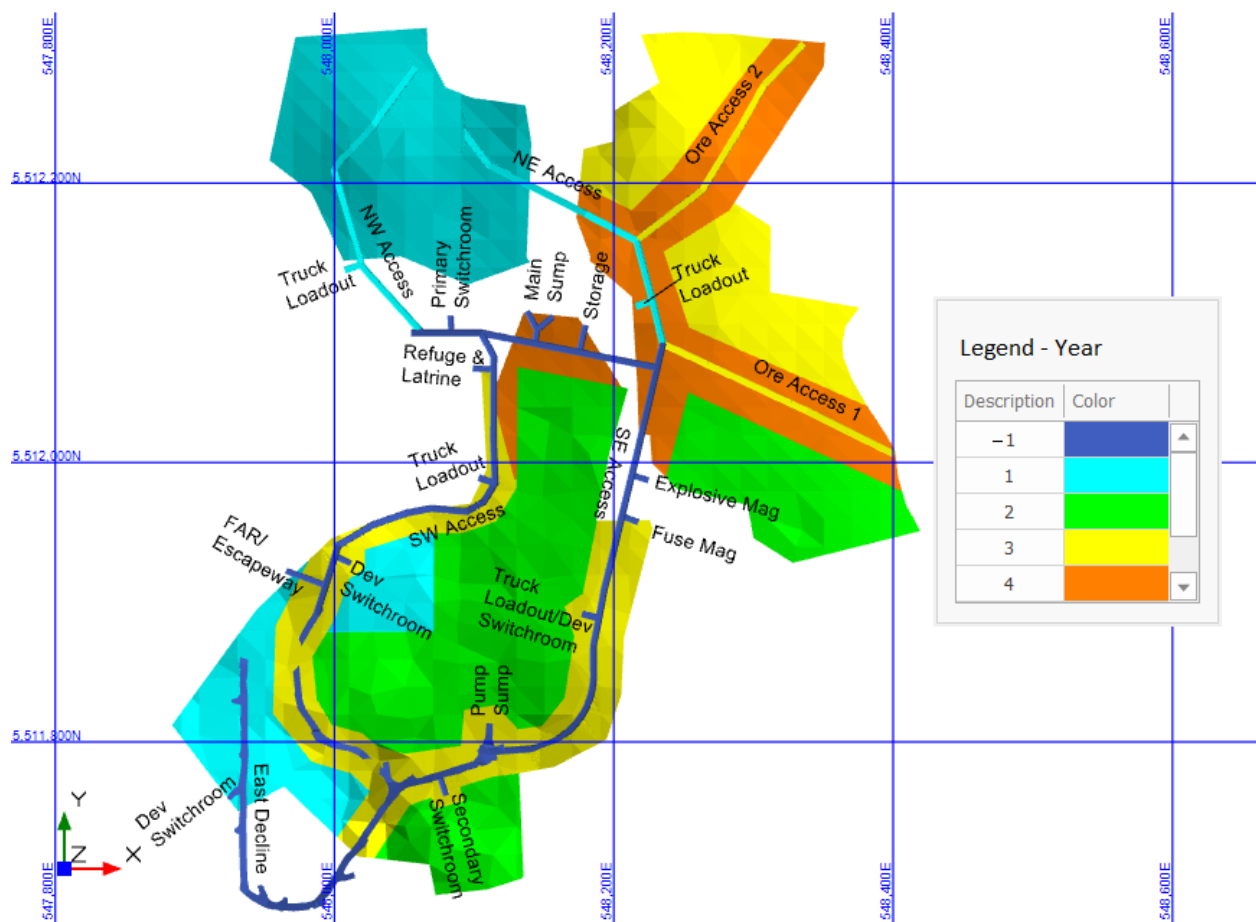 547,800E
548,000E
548,200E
548,400E
548,600E
5,512,200N
5,512,000N
5,511,800N
Ore Access 2
NE Access
NW Access
Primary
Switchroom
Main
Sump
Storage
Truck
Loadout
Truck
Loadout
Refuge &
Latrine
Ore Access 1
Truck
Loadout
SE Access
Explosive Mag
Fuse Mag
SW Access
FAR/
Escapeway
Dev
Switchroom
Truck
Loadout/Dev
Switchroom
Pump
Sump
Dev
Switchroom
East Decline
Secondary
Switchroom
Y
Z
X
547,800E
548,000E
548,200E
548,400E
548,600E
Legend - Year
Description Color
−1
1
2
3
4